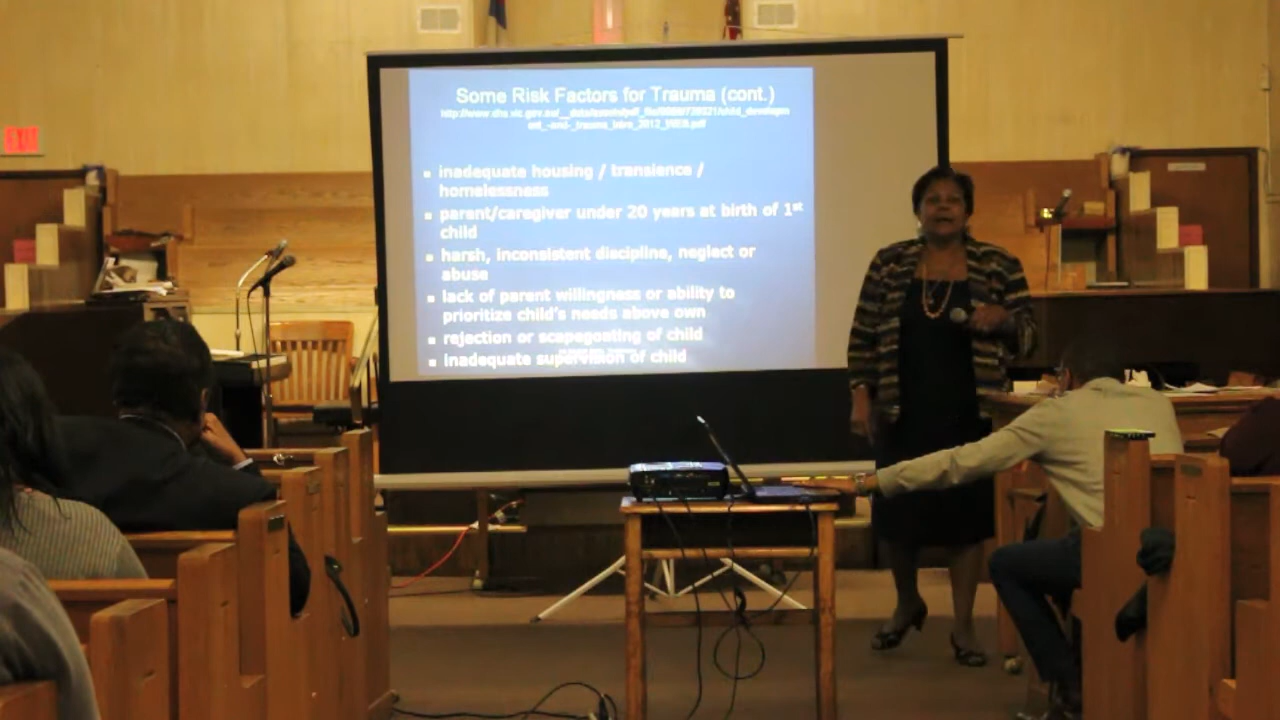 EXIT
Some Risk Factors for Trauma (cont.)
▪ inadequate housing / transience /
homelessness
▪ parent/caregiver under 20 years at birth of 1st
child
▪ harsh, inconsistent discipline, neglect or
abuse
▪ lack of parent willingness or ability to
prioritize child's needs above own
▪ rejection or scapegoating of child
▪ inadequate supervision of child